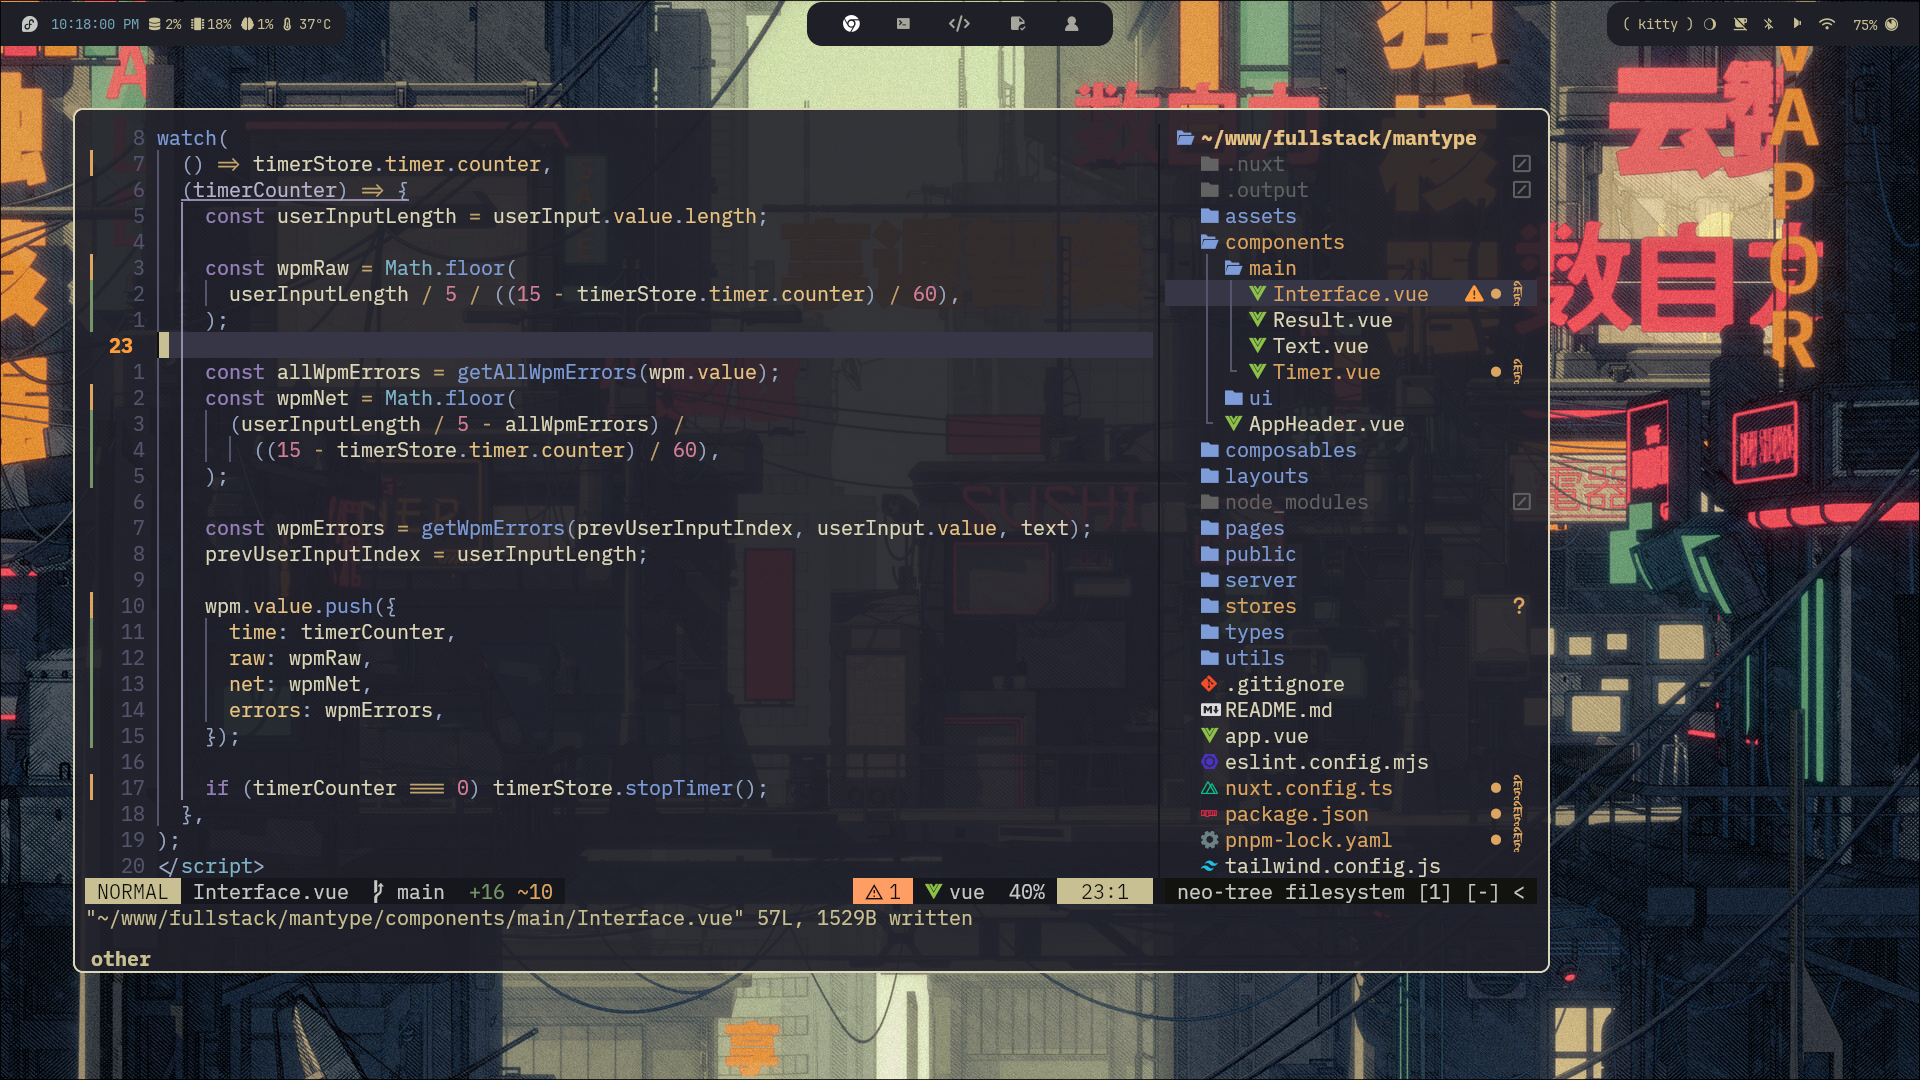 10:18:00 PM 2% 18% 1% 37°C
( kitty ) 75%
8 watch(
7 () => timerStore.timer.counter,
6 (timerCounter) => {
5 const userInputLength = userInput.value.length;
4
3 const wpmRaw = Math.floor(
2 userInputLength / 5 / ((15 - timerStore.timer.counter) / 60),
1 );
23
1 const allWpmErrors = getAllWpmErrors(wpm.value);
2 const wpmNet = Math.floor(
3 (userInputLength / 5 - allWpmErrors) /
4 ((15 - timerStore.timer.counter) / 60),
5 );
6
7 const wpmErrors = getWpmErrors(prevUserInputIndex, userInput.value, text);
8 prevUserInputIndex = userInputLength;
9
10 wpm.value.push({
11 time: timerCounter,
12 raw: wpmRaw,
13 net: wpmNet,
14 errors: wpmErrors,
15 });
16
17 if (timerCounter === 0) timerStore.stopTimer();
18 },
19 );
20 </script>
NORMAL Interface.vue main +16 ~10 1 vue 40% 23:1
"~/www/fullstack/mantype/components/main/Interface.vue" 57L, 1529B written
other
~/www/fullstack/mantype
.nuxt
.output
assets
components
main
Interface.vue
Result.vue
Text.vue
Timer.vue
ui
AppHeader.vue
composables
layouts
node_modules
pages
public
server
stores ?
types
utils
.gitignore
README.md
app.vue
eslint.config.mjs
nuxt.config.ts
package.json
pnpm-lock.yaml
tailwind.config.js
neo-tree filesystem [1] [-] <
SUSHI
VAPOR
数自力